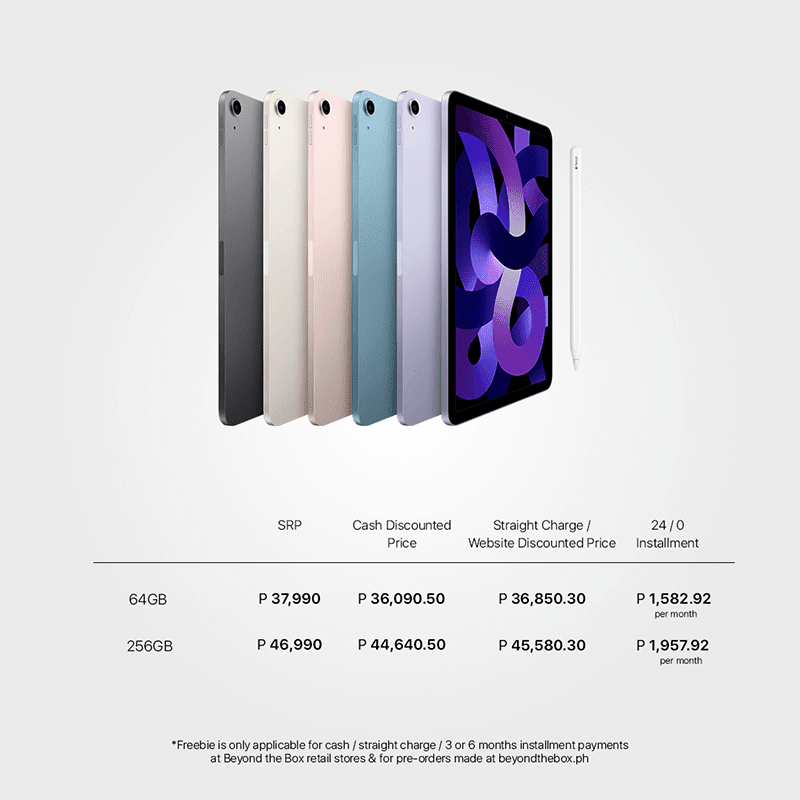 SRP
Cash Discounted
Price
Straight Charge /
Website Discounted Price
24 / 0
Installment
64GB P 37,990 P 36,090.50 P 36,850.30 P 1,582.92
per month
256GB P 46,990 P 44,640.50 P 45,580.30 P 1,957.92
per month
*Freebie is only applicable for cash / straight charge / 3 or 6 months installment payments
at Beyond the Box retail stores & for pre-orders made at beyondthebox.ph